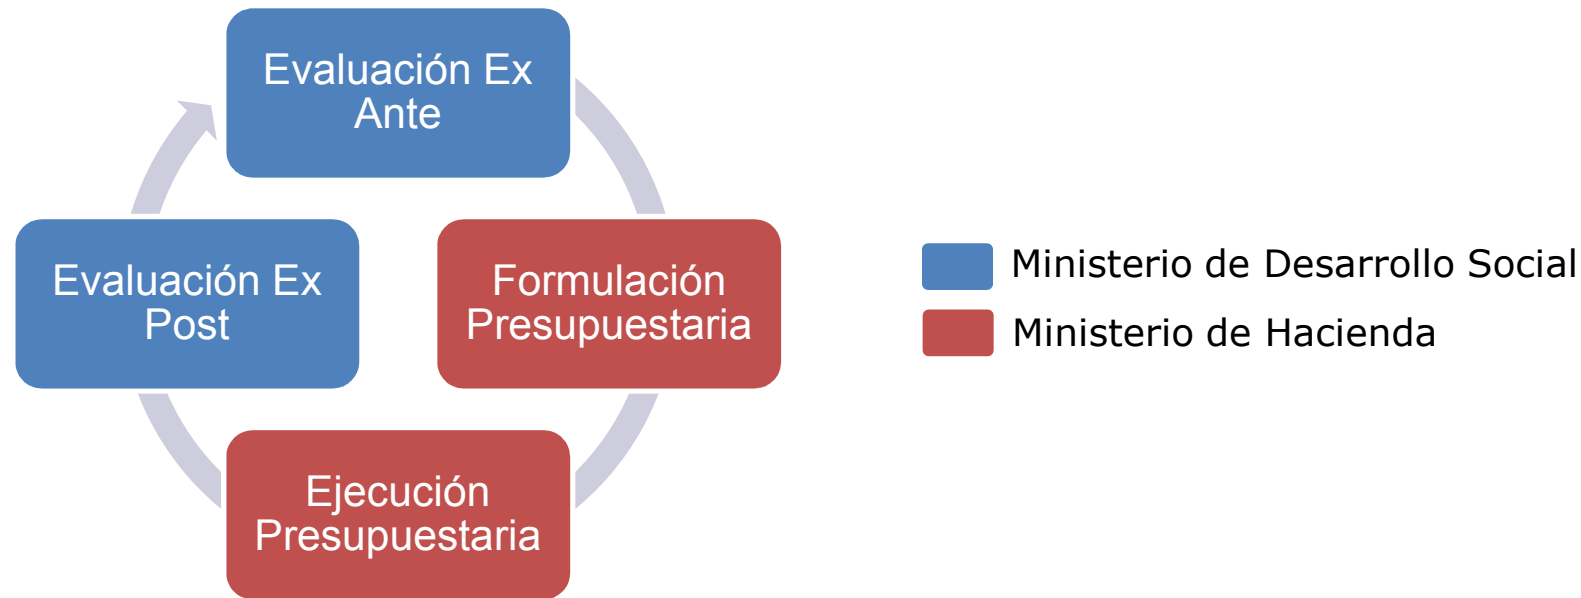 Evaluación Ex
Ante
Evaluación Ex
Post
Formulación
Presupuestaria
Ejecución
Presupuestaria
Ministerio de Desarrollo Social
Ministerio de Hacienda